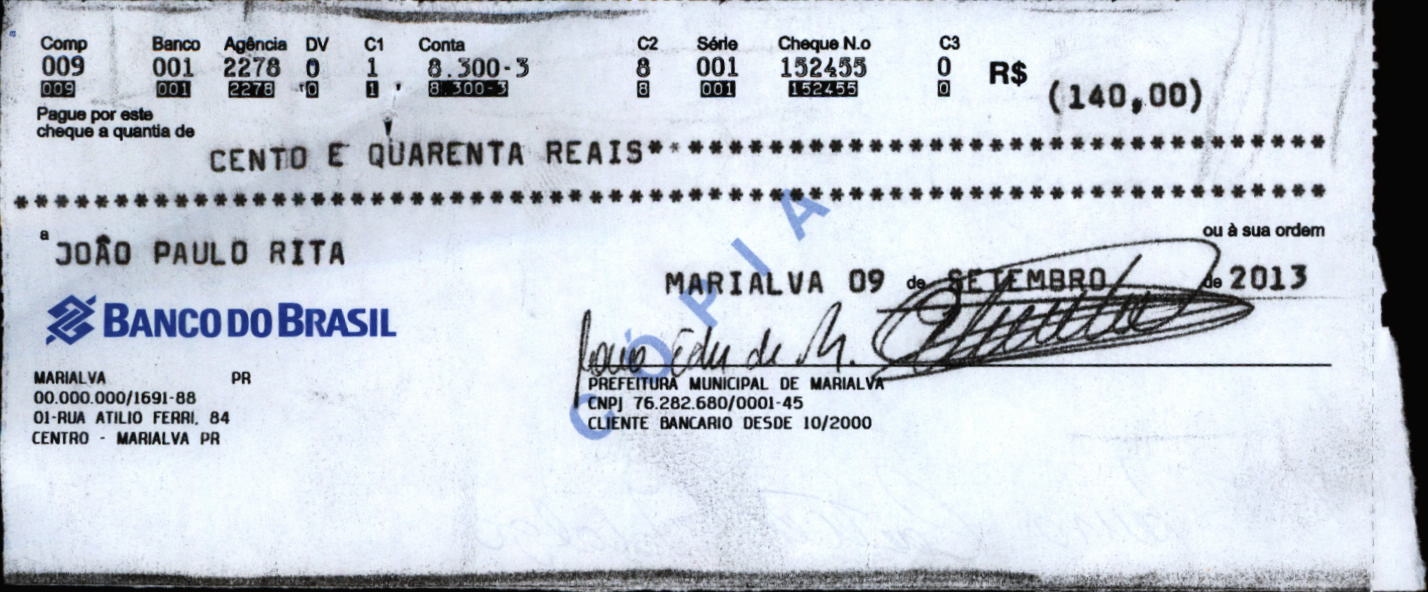 Comp Banco Agência DV C1 Conta C2 Série Cheque N.o C3
009 001 2278 0 1 8.300-3 8 001 152455 0 R$ (140,00)
009 001 2278 0 1 8.300-3 8 001 152455 0
Pague por este
cheque a quantia de
CENTO E QUARENTA REAIS**********************************
******************************************************************
a JOÃO PAULO RITA
ou à sua ordem
MARIALVA 09 de SETEMBRO de 2013
BANCO DO BRASIL
MARIALVA PR
00.000.000/1691-88
01-RUA ATILIO FERRI, 84
CENTRO - MARIALVA PR
PREFEITURA MUNICIPAL DE MARIALVA
CNPJ 76.282.680/0001-45
CLIENTE BANCARIO DESDE 10/2000
CÓPIA